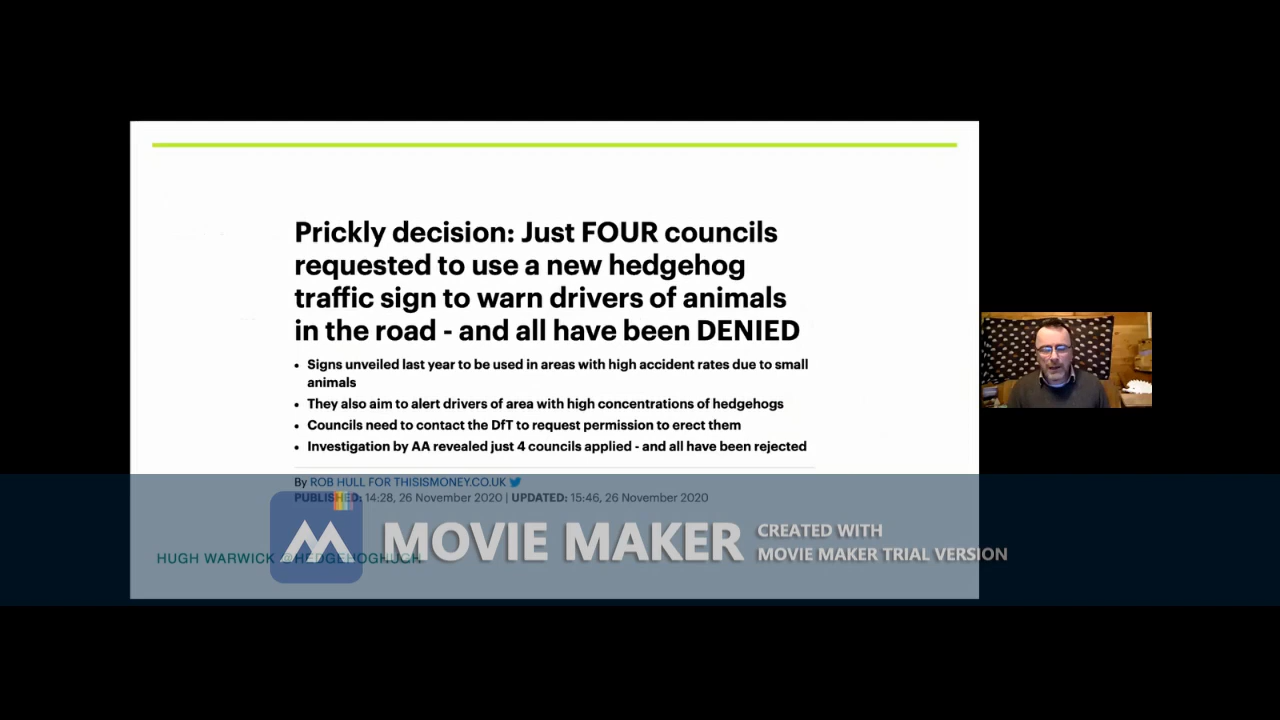 Prickly decision: Just FOUR councils
requested to use a new hedgehog
traffic sign to warn drivers of animals
in the road - and all have been DENIED
• Signs unveiled last year to be used in areas with high accident rates due to small
animals
• They also aim to alert drivers of area with high concentrations of hedgehogs
• Councils need to contact the DfT to request permission to erect them
• Investigation by AA revealed just 4 councils applied - and all have been rejected
By ROB HULL FOR THISISMONEY.CO.UK
PUBLISHED: 14:28, 26 November 2020 | UPDATED: 15:46, 26 November 2020
MOVIE MAKER
CREATED WITH
MOVIE MAKER TRIAL VERSION
HUGH WARWICK @HEDGEHOGHUGH